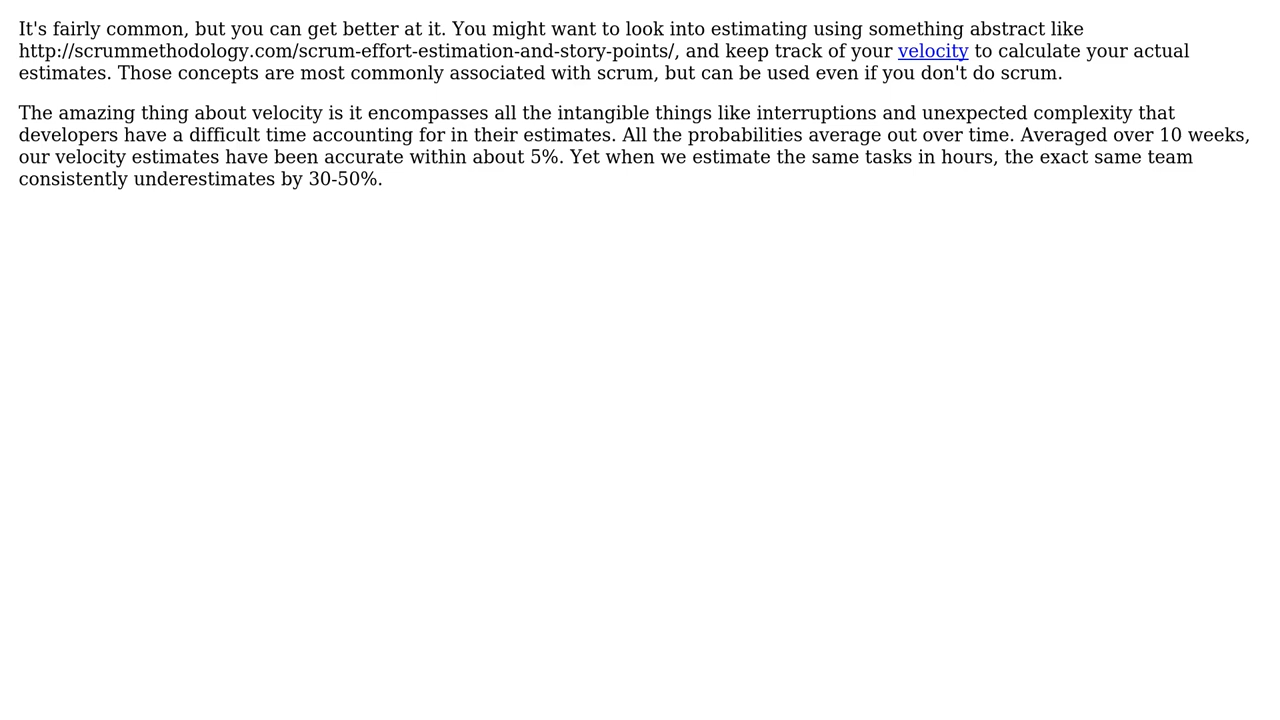 It's fairly common, but you can get better at it. You might want to look into estimating using something abstract like
http://scrummethodology.com/scrum-effort-estimation-and-story-points/, and keep track of your velocity to calculate your actual
estimates. Those concepts are most commonly associated with scrum, but can be used even if you don't do scrum.
The amazing thing about velocity is it encompasses all the intangible things like interruptions and unexpected complexity that
developers have a difficult time accounting for in their estimates. All the probabilities average out over time. Averaged over 10 weeks,
our velocity estimates have been accurate within about 5%. Yet when we estimate the same tasks in hours, the exact same team
consistently underestimates by 30-50%.